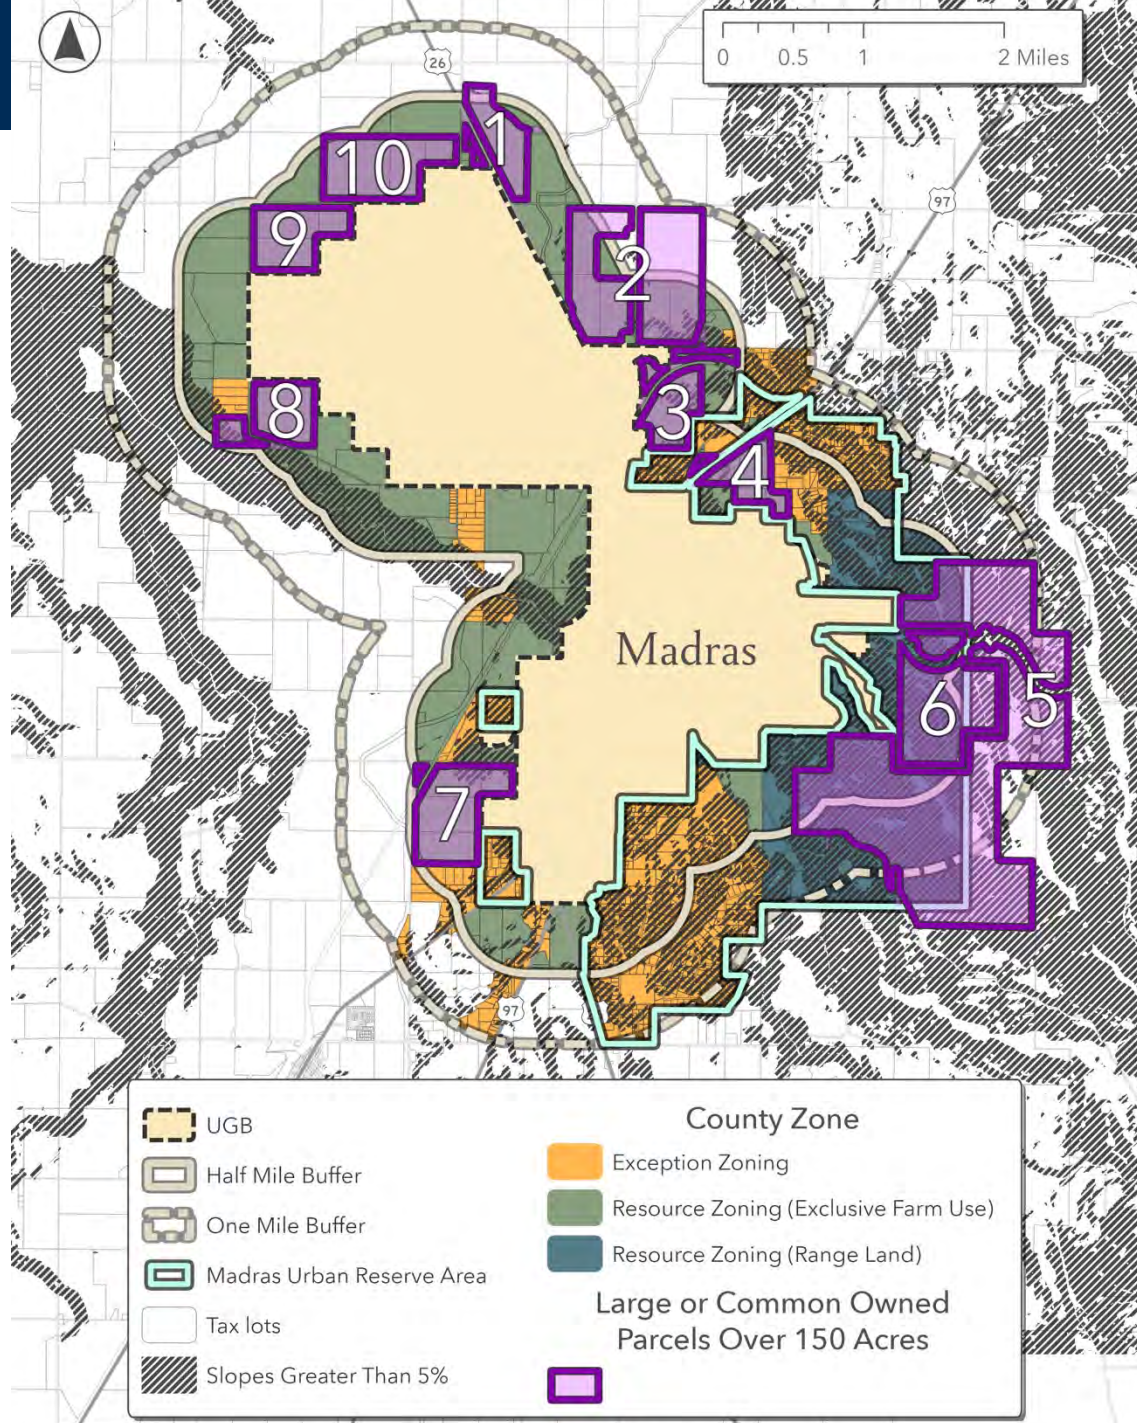 26
0 0.5 1 2 Miles
1
10
97
9
2
8
3
4
Madras
6
5
7
97
UGB
Half Mile Buffer
One Mile Buffer
Madras Urban Reserve Area
Tax lots
Slopes Greater Than 5%
County Zone
Exception Zoning
Resource Zoning (Exclusive Farm Use)
Resource Zoning (Range Land)
Large or Common Owned
Parcels Over 150 Acres